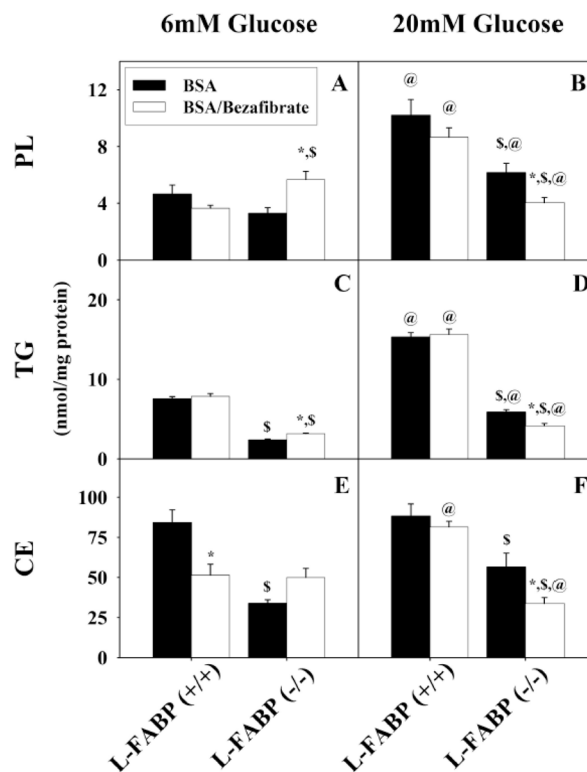 6mM Glucose 20mM Glucose
BSA
BSA/Bezafibrate
A
B
PL
12
8
4
0
*,$
@
@
$,@
*,$,@
C
D
TG
(nmol/mg protein)
20
10
0
$
*,$
@
@
$,@
*,$,@
E
F
CE
100
75
50
25
0
*
$
@
$
*,$,@
L-FABP (+/+)
L-FABP (-/-)
L-FABP (+/+)
L-FABP (-/-)